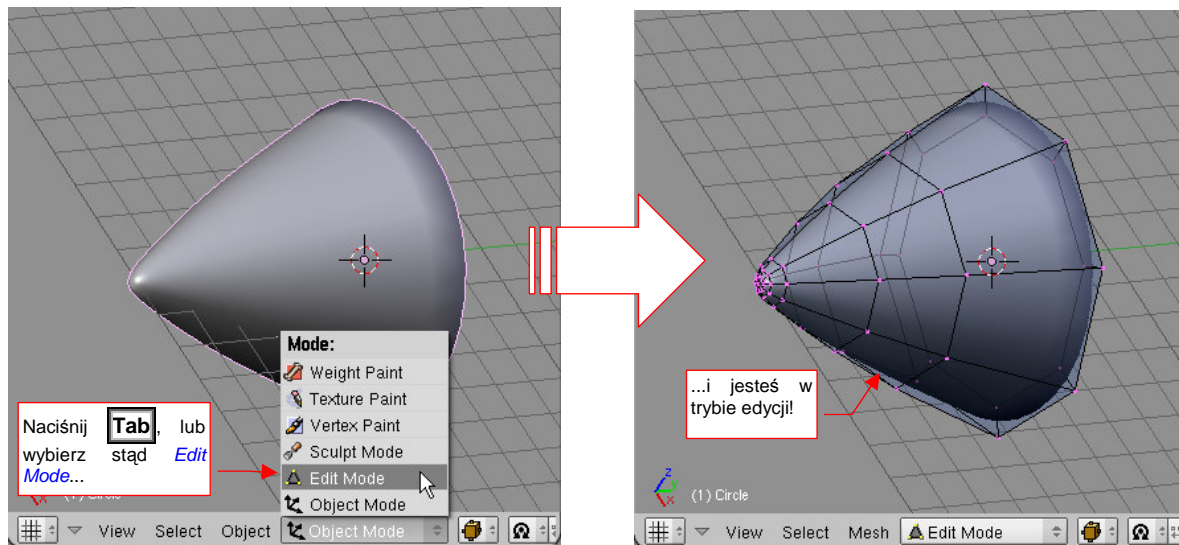 Mode:
Weight Paint
Texture Paint
Vertex Paint
Sculpt Mode
Edit Mode
Object Mode
Naciśnij Tab, lub
wybierz stąd Edit
Mode...
x (1) Circle
View Select Object Object Mode
...i jesteś w
trybie edycji!
z
y
x (1) Circle
View Select Mesh Edit Mode